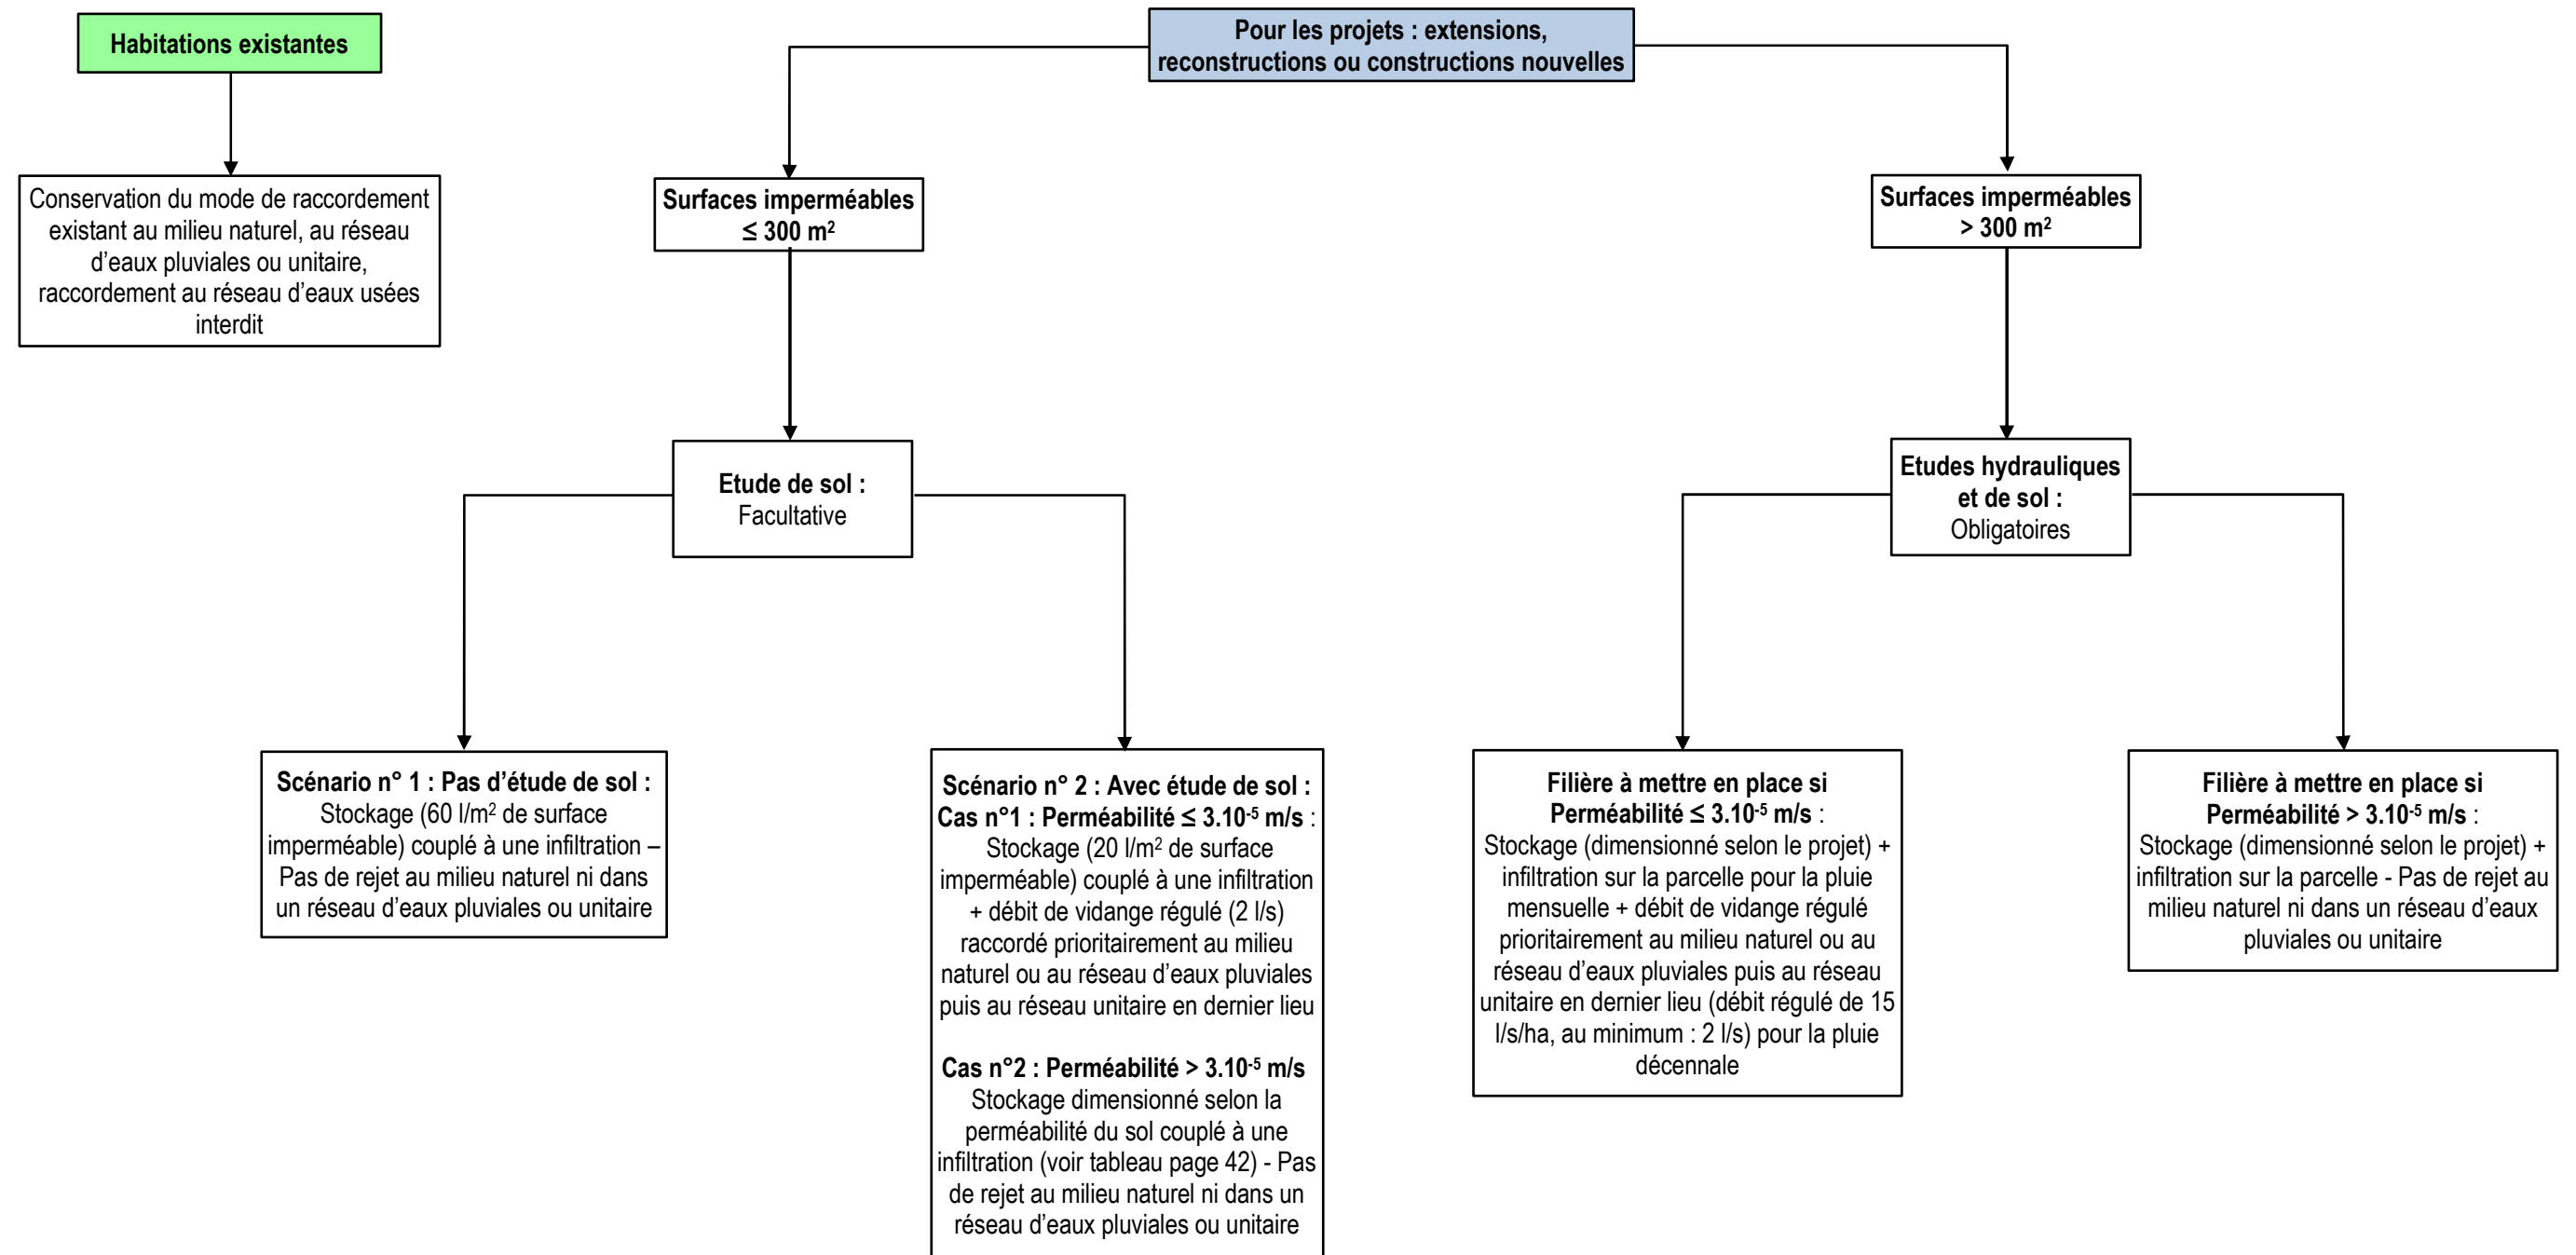 Habitations existantes
Pour les projets : extensions,
reconstructions ou constructions nouvelles
Conservation du mode de raccordement
existant au milieu naturel, au réseau
d’eaux pluviales ou unitaire,
raccordement au réseau d’eaux usées
interdit
Surfaces imperméables
≤ 300 m²
Surfaces imperméables
> 300 m²
Etude de sol :
Facultative
Etudes hydrauliques
et de sol :
Obligatoires
Scénario n° 1 : Pas d’étude de sol :
Stockage (60 l/m² de surface
imperméable) couplé à une infiltration –
Pas de rejet au milieu naturel ni dans
un réseau d’eaux pluviales ou unitaire
Scénario n° 2 : Avec étude de sol :
Cas n°1 : Perméabilité ≤ 3.10⁻⁵ m/s :
Stockage (20 l/m² de surface
imperméable) couplé à une infiltration
+ débit de vidange régulé (2 l/s)
raccordé prioritairement au milieu
naturel ou au réseau d’eaux pluviales
puis au réseau unitaire en dernier lieu
Cas n°2 : Perméabilité > 3.10⁻⁵ m/s
Stockage dimensionné selon la
perméabilité du sol couplé à une
infiltration (voir tableau page 42) - Pas
de rejet au milieu naturel ni dans un
réseau d’eaux pluviales ou unitaire
Filière à mettre en place si
Perméabilité ≤ 3.10⁻⁵ m/s :
Stockage (dimensionné selon le projet) +
infiltration sur la parcelle pour la pluie
mensuelle + débit de vidange régulé
prioritairement au milieu naturel ou au
réseau d’eaux pluviales puis au réseau
unitaire en dernier lieu (débit régulé de 15
l/s/ha, au minimum : 2 l/s) pour la pluie
décennale
Filière à mettre en place si
Perméabilité > 3.10⁻⁵ m/s :
Stockage (dimensionné selon le projet) +
infiltration sur la parcelle - Pas de rejet au
milieu naturel ni dans un réseau d’eaux
pluviales ou unitaire